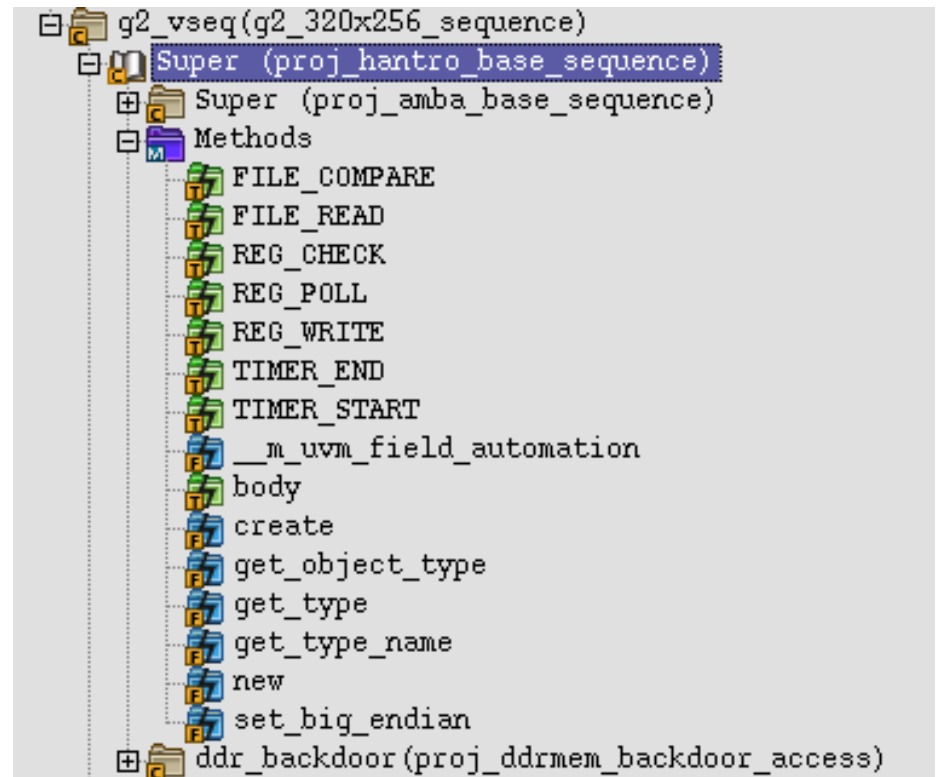 g2_vseq(g2_320x256_sequence)
Super (proj_hantro_base_sequence)
Super (proj_amba_base_sequence)
Methods
FILE_COMPARE
FILE_READ
REG_CHECK
REG_POLL
REG_WRITE
TIMER_END
TIMER_START
__m_uvm_field_automation
body
create
get_object_type
get_type
get_type_name
new
set_big_endian
ddr_backdoor(proj_ddrmem_backdoor_access)